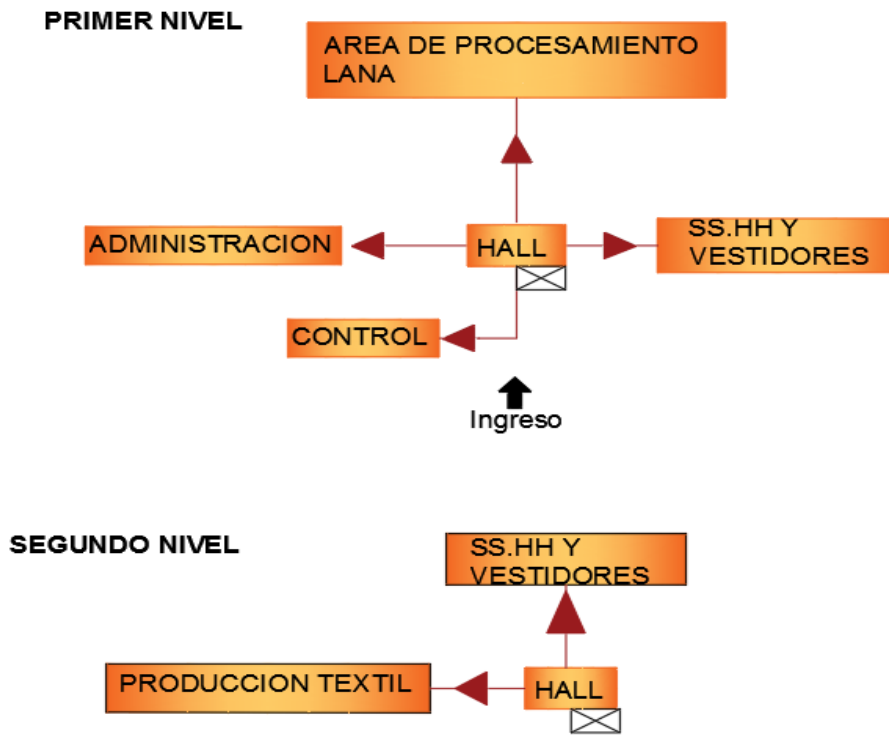 PRIMER NIVEL
AREA DE PROCESAMIENTO
LANA
ADMINISTRACION
HALL
SS.HH Y
VESTIDORES
CONTROL
Ingreso
SEGUNDO NIVEL
SS.HH Y
VESTIDORES
PRODUCCION TEXTIL
HALL